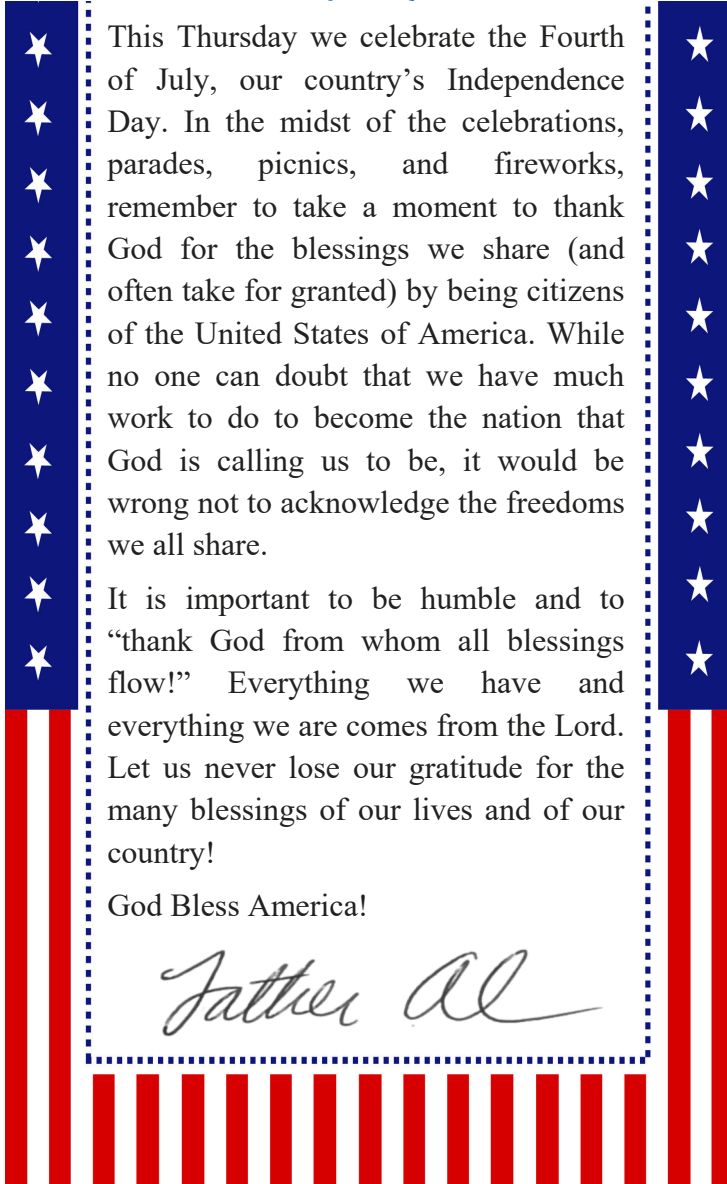 This Thursday we celebrate the Fourth
of July, our country’s Independence
Day. In the midst of the celebrations,
parades, picnics, and fireworks,
remember to take a moment to thank
God for the blessings we share (and
often take for granted) by being citizens
of the United States of America. While
no one can doubt that we have much
work to do to become the nation that
God is calling us to be, it would be
wrong not to acknowledge the freedoms
we all share.
It is important to be humble and to
“thank God from whom all blessings
flow!” Everything we have and
everything we are comes from the Lord.
Let us never lose our gratitude for the
many blessings of our lives and of our
country!
God Bless America!
Father Al